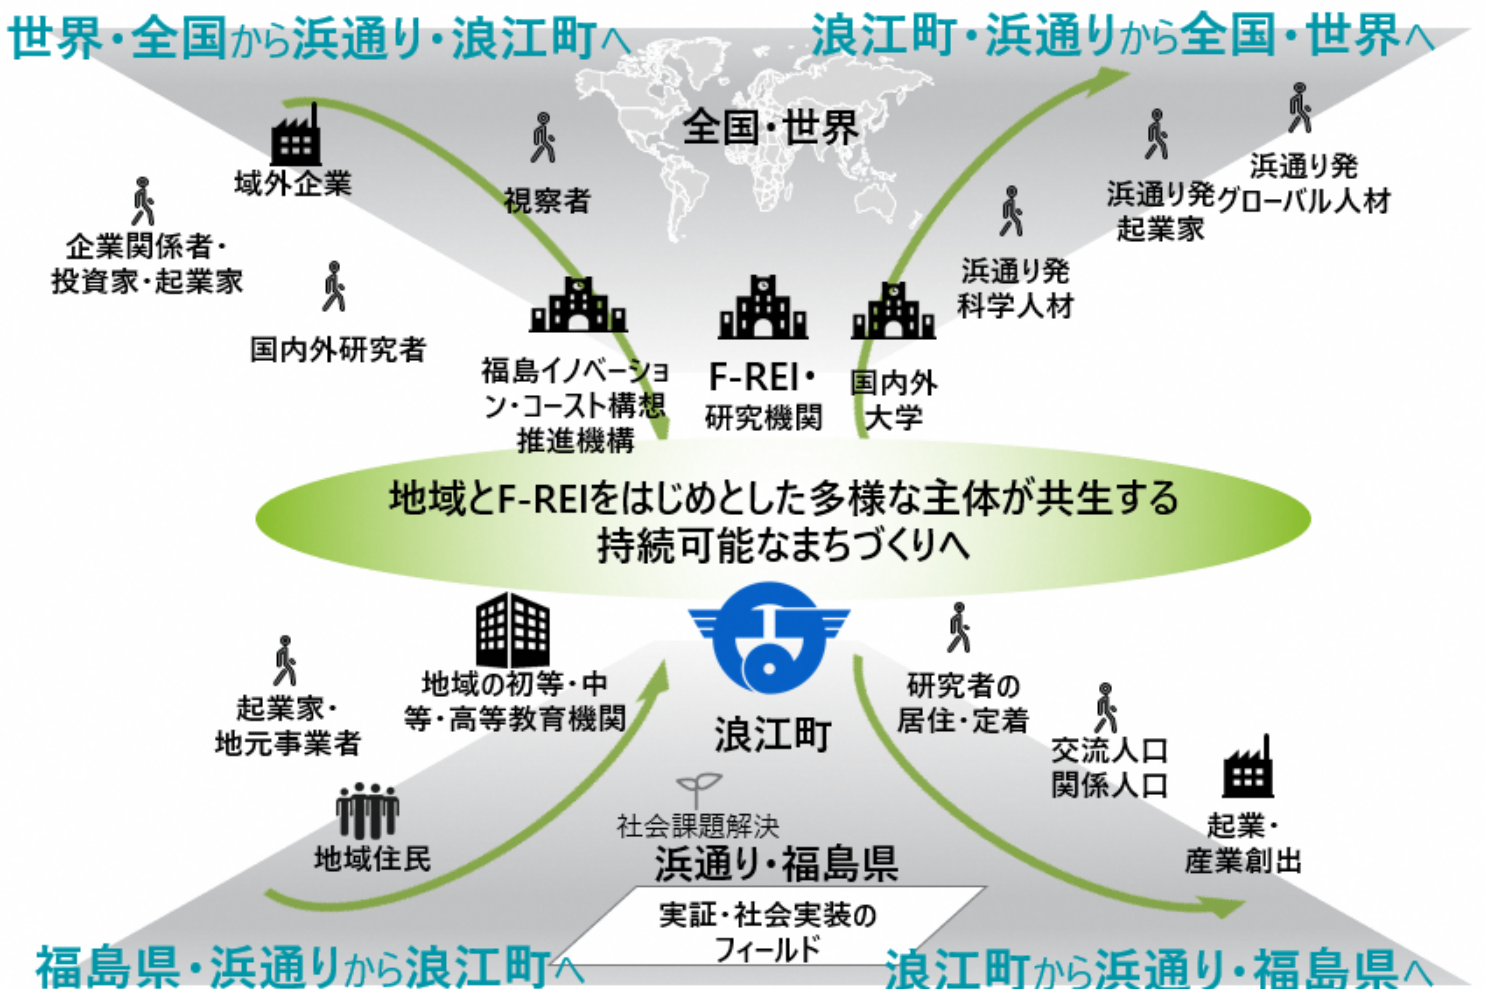 世界・全国から浜通り・浪江町へ
浪江町・浜通りから全国・世界へ
全国・世界
域外企業
視察者
企業関係者・
投資家・起業家
国内外研究者
浜通り発
グローバル人材
浜通り発
起業家
浜通り発
科学人材
福島イノベーショ
ン・コースト構想
推進機構
F-REI・
研究機関
国内外
大学
地域とF-REIをはじめとした多様な主体が共生する
持続可能なまちづくりへ
起業家・
地元事業者
地域の初等・中
等・高等教育機関
地域住民
浪江町
研究者の
居住・定着
交流人口
関係人口
起業・
産業創出
社会課題解決
浜通り・福島県
実証・社会実装の
フィールド
福島県・浜通りから浪江町へ
浪江町から浜通り・福島県へ